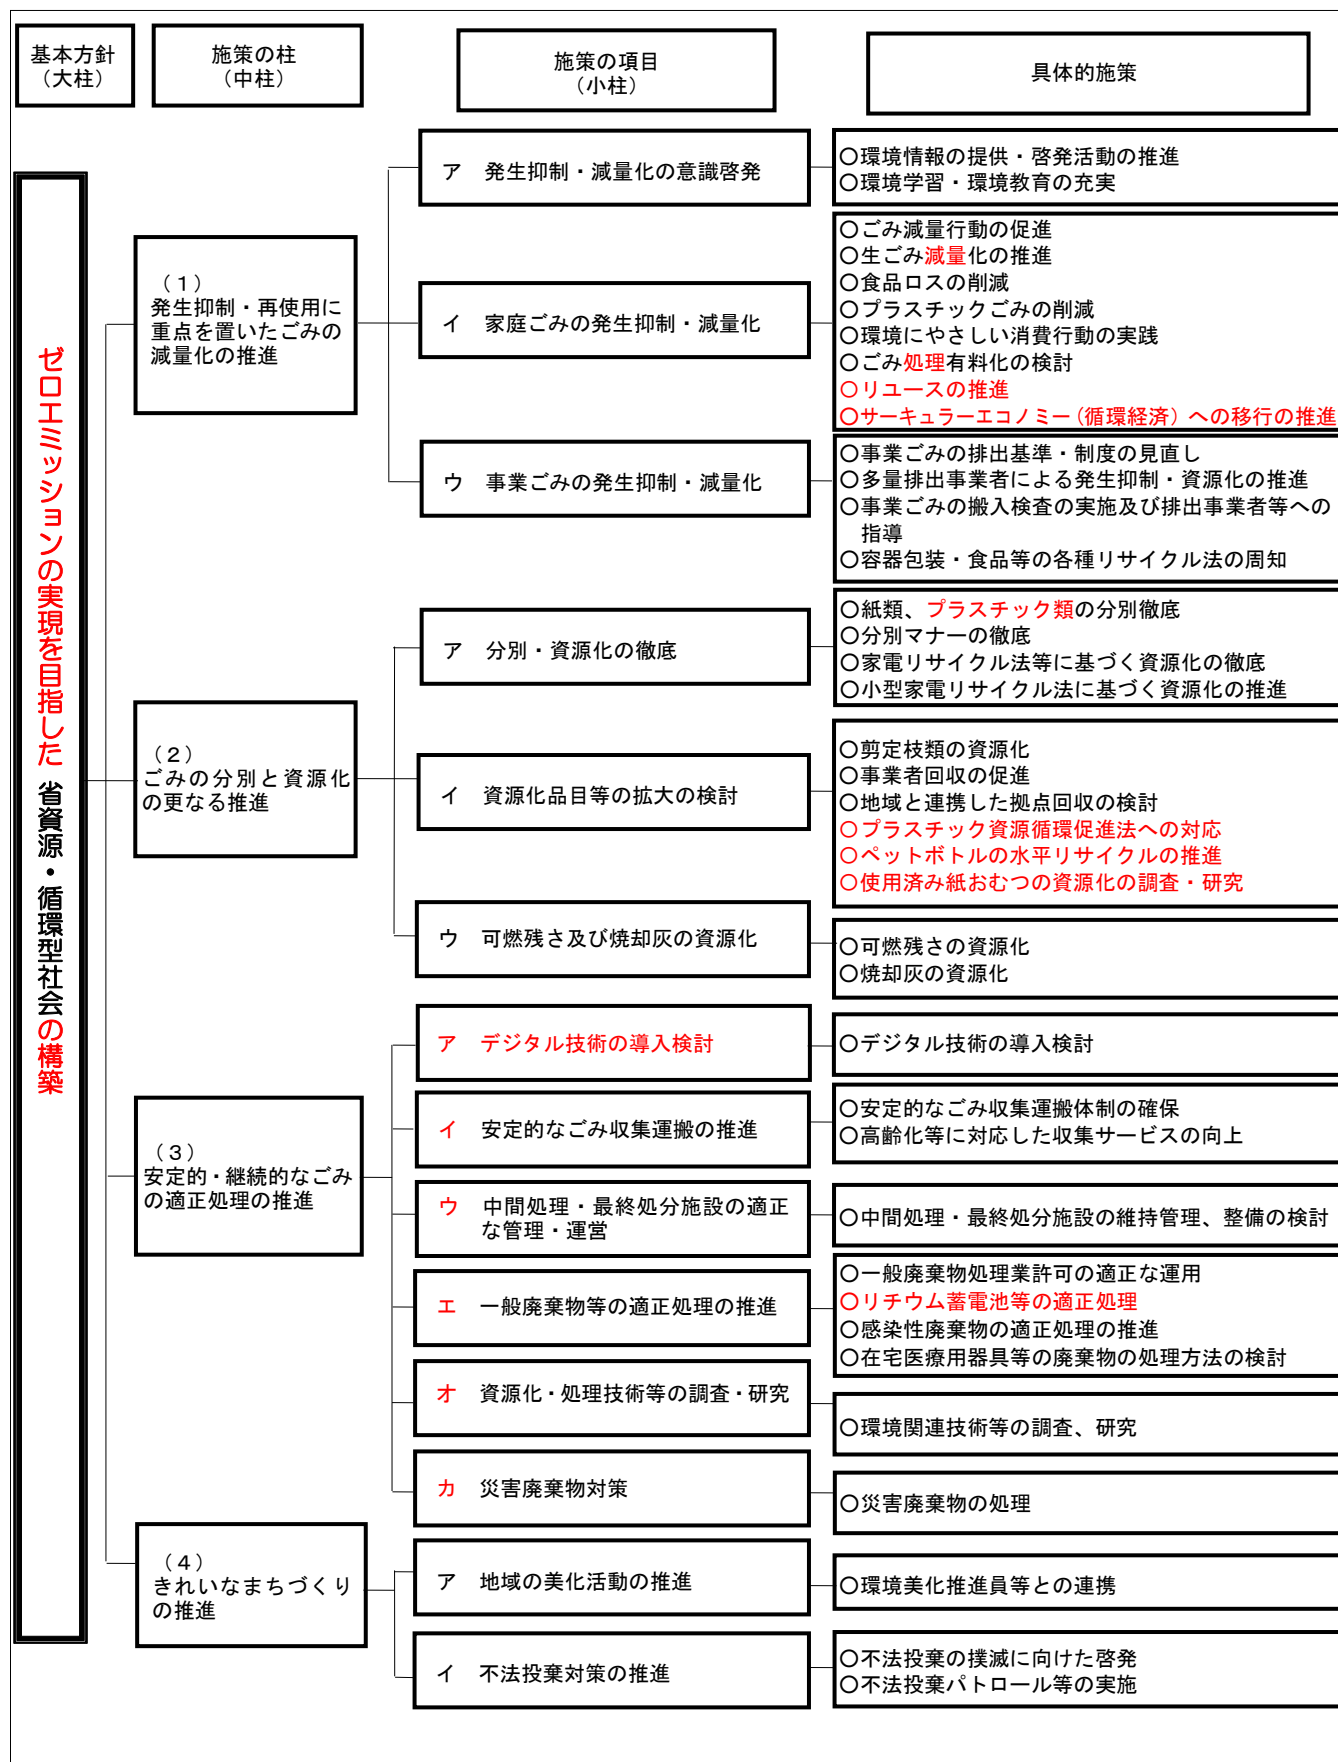 基本方針
（大柱）
施策の柱
（中柱）
施策の項目
（小柱）
具体的施策
ゼロエミッションの実現を目指した 省資源・循環型社会の構築
（１）
発生抑制・再使用に
重点を置いたごみの
減量化の推進
ア 発生抑制・減量化の意識啓発
〇環境情報の提供・啓発活動の推進
〇環境学習・環境教育の充実
イ 家庭ごみの発生抑制・減量化
〇ごみ減量行動の促進
〇生ごみ減量化の推進
〇食品ロスの削減
〇プラスチックごみの削減
〇環境にやさしい消費行動の実践
〇ごみ処理有料化の検討
〇リユースの推進
〇サーキュラーエコノミー（循環経済）への移行の推進
ウ 事業ごみの発生抑制・減量化
〇事業ごみの排出基準・制度の見直し
〇多量排出事業者による発生抑制・資源化の推進
〇事業ごみの搬入検査の実施及び排出事業者等への
指導
〇容器包装・食品等の各種リサイクル法の周知
（２）
ごみの分別と資源化
の更なる推進
ア 分別・資源化の徹底
〇紙類、プラスチック類の分別徹底
〇分別マナーの徹底
〇家電リサイクル法等に基づく資源化の徹底
〇小型家電リサイクル法に基づく資源化の推進
イ 資源化品目等の拡大の検討
〇剪定枝類の資源化
〇事業者回収の促進
〇地域と連携した拠点回収の検討
〇プラスチック資源循環促進法への対応
〇ペットボトルの水平リサイクルの推進
〇使用済み紙おむつの資源化の調査・研究
ウ 可燃残さ及び焼却灰の資源化
〇可燃残さの資源化
〇焼却灰の資源化
（３）
安定的・継続的なごみ
の適正処理の推進
ア デジタル技術の導入検討
〇デジタル技術の導入検討
イ 安定的なごみ収集運搬の推進
〇安定的なごみ収集運搬体制の確保
〇高齢化等に対応した収集サービスの向上
ウ 中間処理・最終処分施設の適正
な管理・運営
〇中間処理・最終処分施設の維持管理、整備の検討
エ 一般廃棄物等の適正処理の推進
〇一般廃棄物処理業許可の適正な運用
〇リチウム蓄電池等の適正処理
〇感染性廃棄物の適正処理の推進
〇在宅医療用器具等の廃棄物の処理方法の検討
オ 資源化・処理技術等の調査・研究
〇環境関連技術等の調査、研究
カ 災害廃棄物対策
〇災害廃棄物の処理
（４）
きれいなまちづくり
の推進
ア 地域の美化活動の推進
〇環境美化推進員等との連携
イ 不法投棄対策の推進
〇不法投棄の撲滅に向けた啓発
〇不法投棄パトロール等の実施